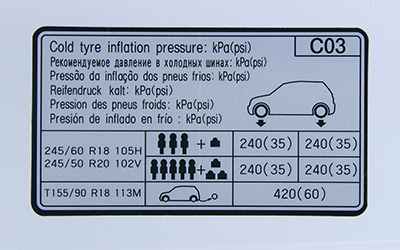 Cold tyre inflation pressure: kPa(psi)
C03
Рекомендуемое давление в холодных шинах: kPa(psi)
Pressão da inflação dos pneus frios: kPa(psi)
Reifendruck kalt: kPa(psi)
Pression des pneus froids: kPa(psi)
Presión de inflado en frío : kPa(psi)
245/60 R18 105H + 240(35) 240(35)
245/50 R20 102V + 240(35) 240(35)
T155/90 R18 113M 420(60)